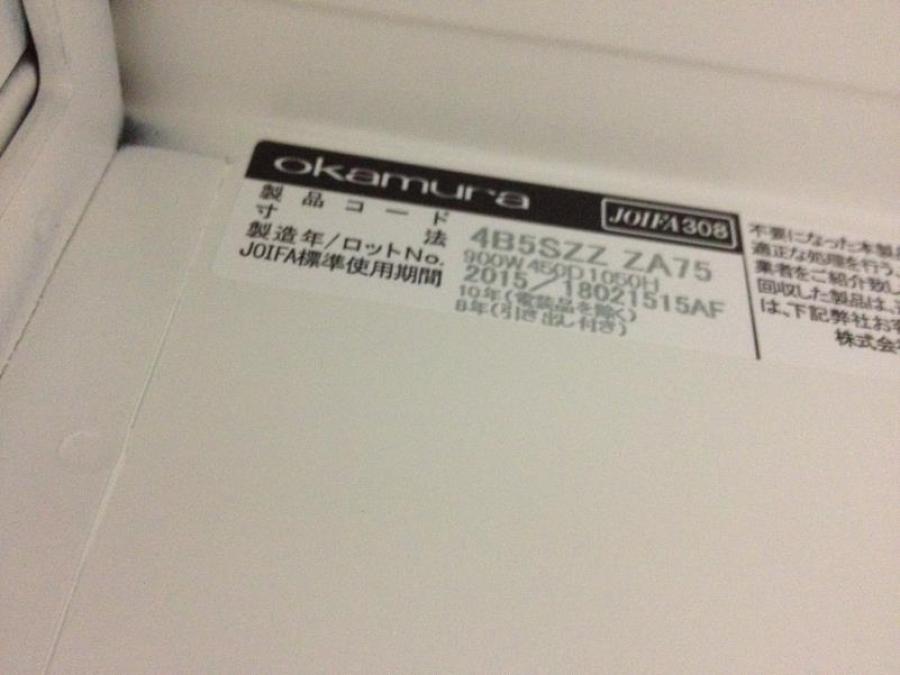 okamura
JOIFA308
製品コード 4B5SZZ ZA75
寸法 900W450D1050H
製造年/ロットNo. 2015/18021515AF
JOIFA標準使用期間 10年(電装品を除く)
8年(引き出し付き)
不要になった本製品
適正な処理を行う、
業者をご紹介致し
回収した製品は、
は、下記弊社お客
株式会